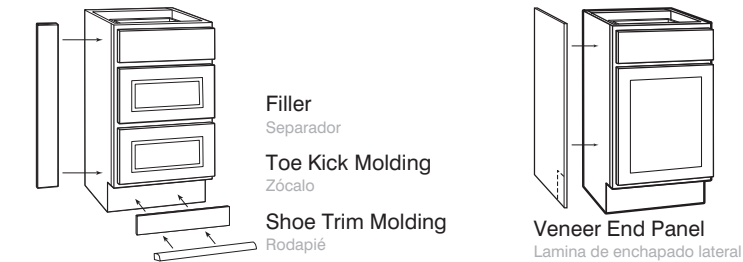 Filler
Separador
Toe Kick Molding
Zócalo
Shoe Trim Molding
Rodapié
Veneer End Panel
Lamina de enchapado lateral